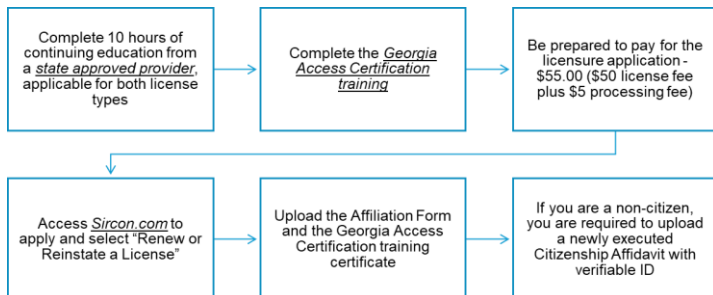 Complete 10 hours of
continuing education from
a state approved provider,
applicable for both license
types
Complete the Georgia
Access Certification
training
Be prepared to pay for the
licensure application -
$55.00 ($50 license fee
plus $5 processing fee)
Access Sircon.com to
apply and select “Renew or
Reinstate a License”
Upload the Affiliation Form
and the Georgia Access
Certification training
certificate
If you are a non-citizen,
you are required to upload
a newly executed
Citizenship Affidavit with
verifiable ID